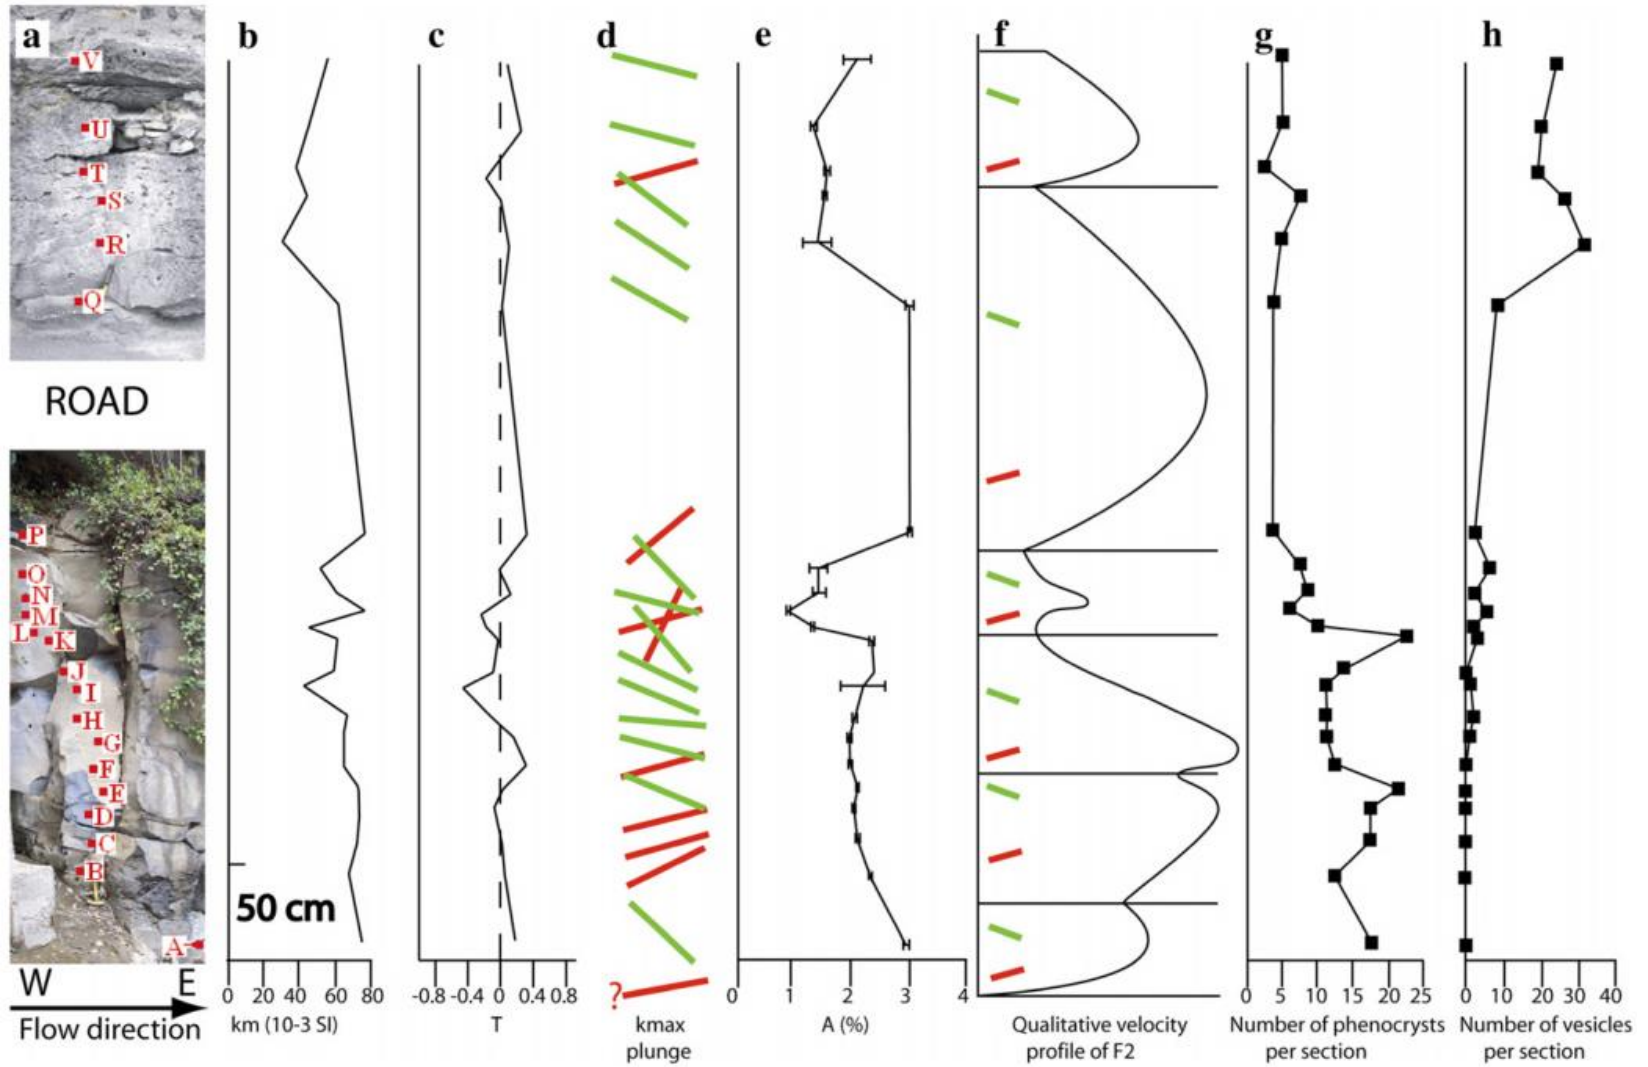 a
b
c
d
e
f
g
h
V
U
T
S
R
Q
ROAD
P
O
N
M
L
K
J
I
H
G
F
E
D
C
B
A
50 cm
?
W E
Flow direction
0 20 40 60 80
km (10-3 SI)
-0.8 -0.4 0 0.4 0.8
T
kmax
plunge
0 1 2 3 4
A (%)
Qualitative velocity
profile of F2
0 5 10 15 20 25
Number of phenocrysts
per section
0 10 20 30 40
Number of vesicles
per section